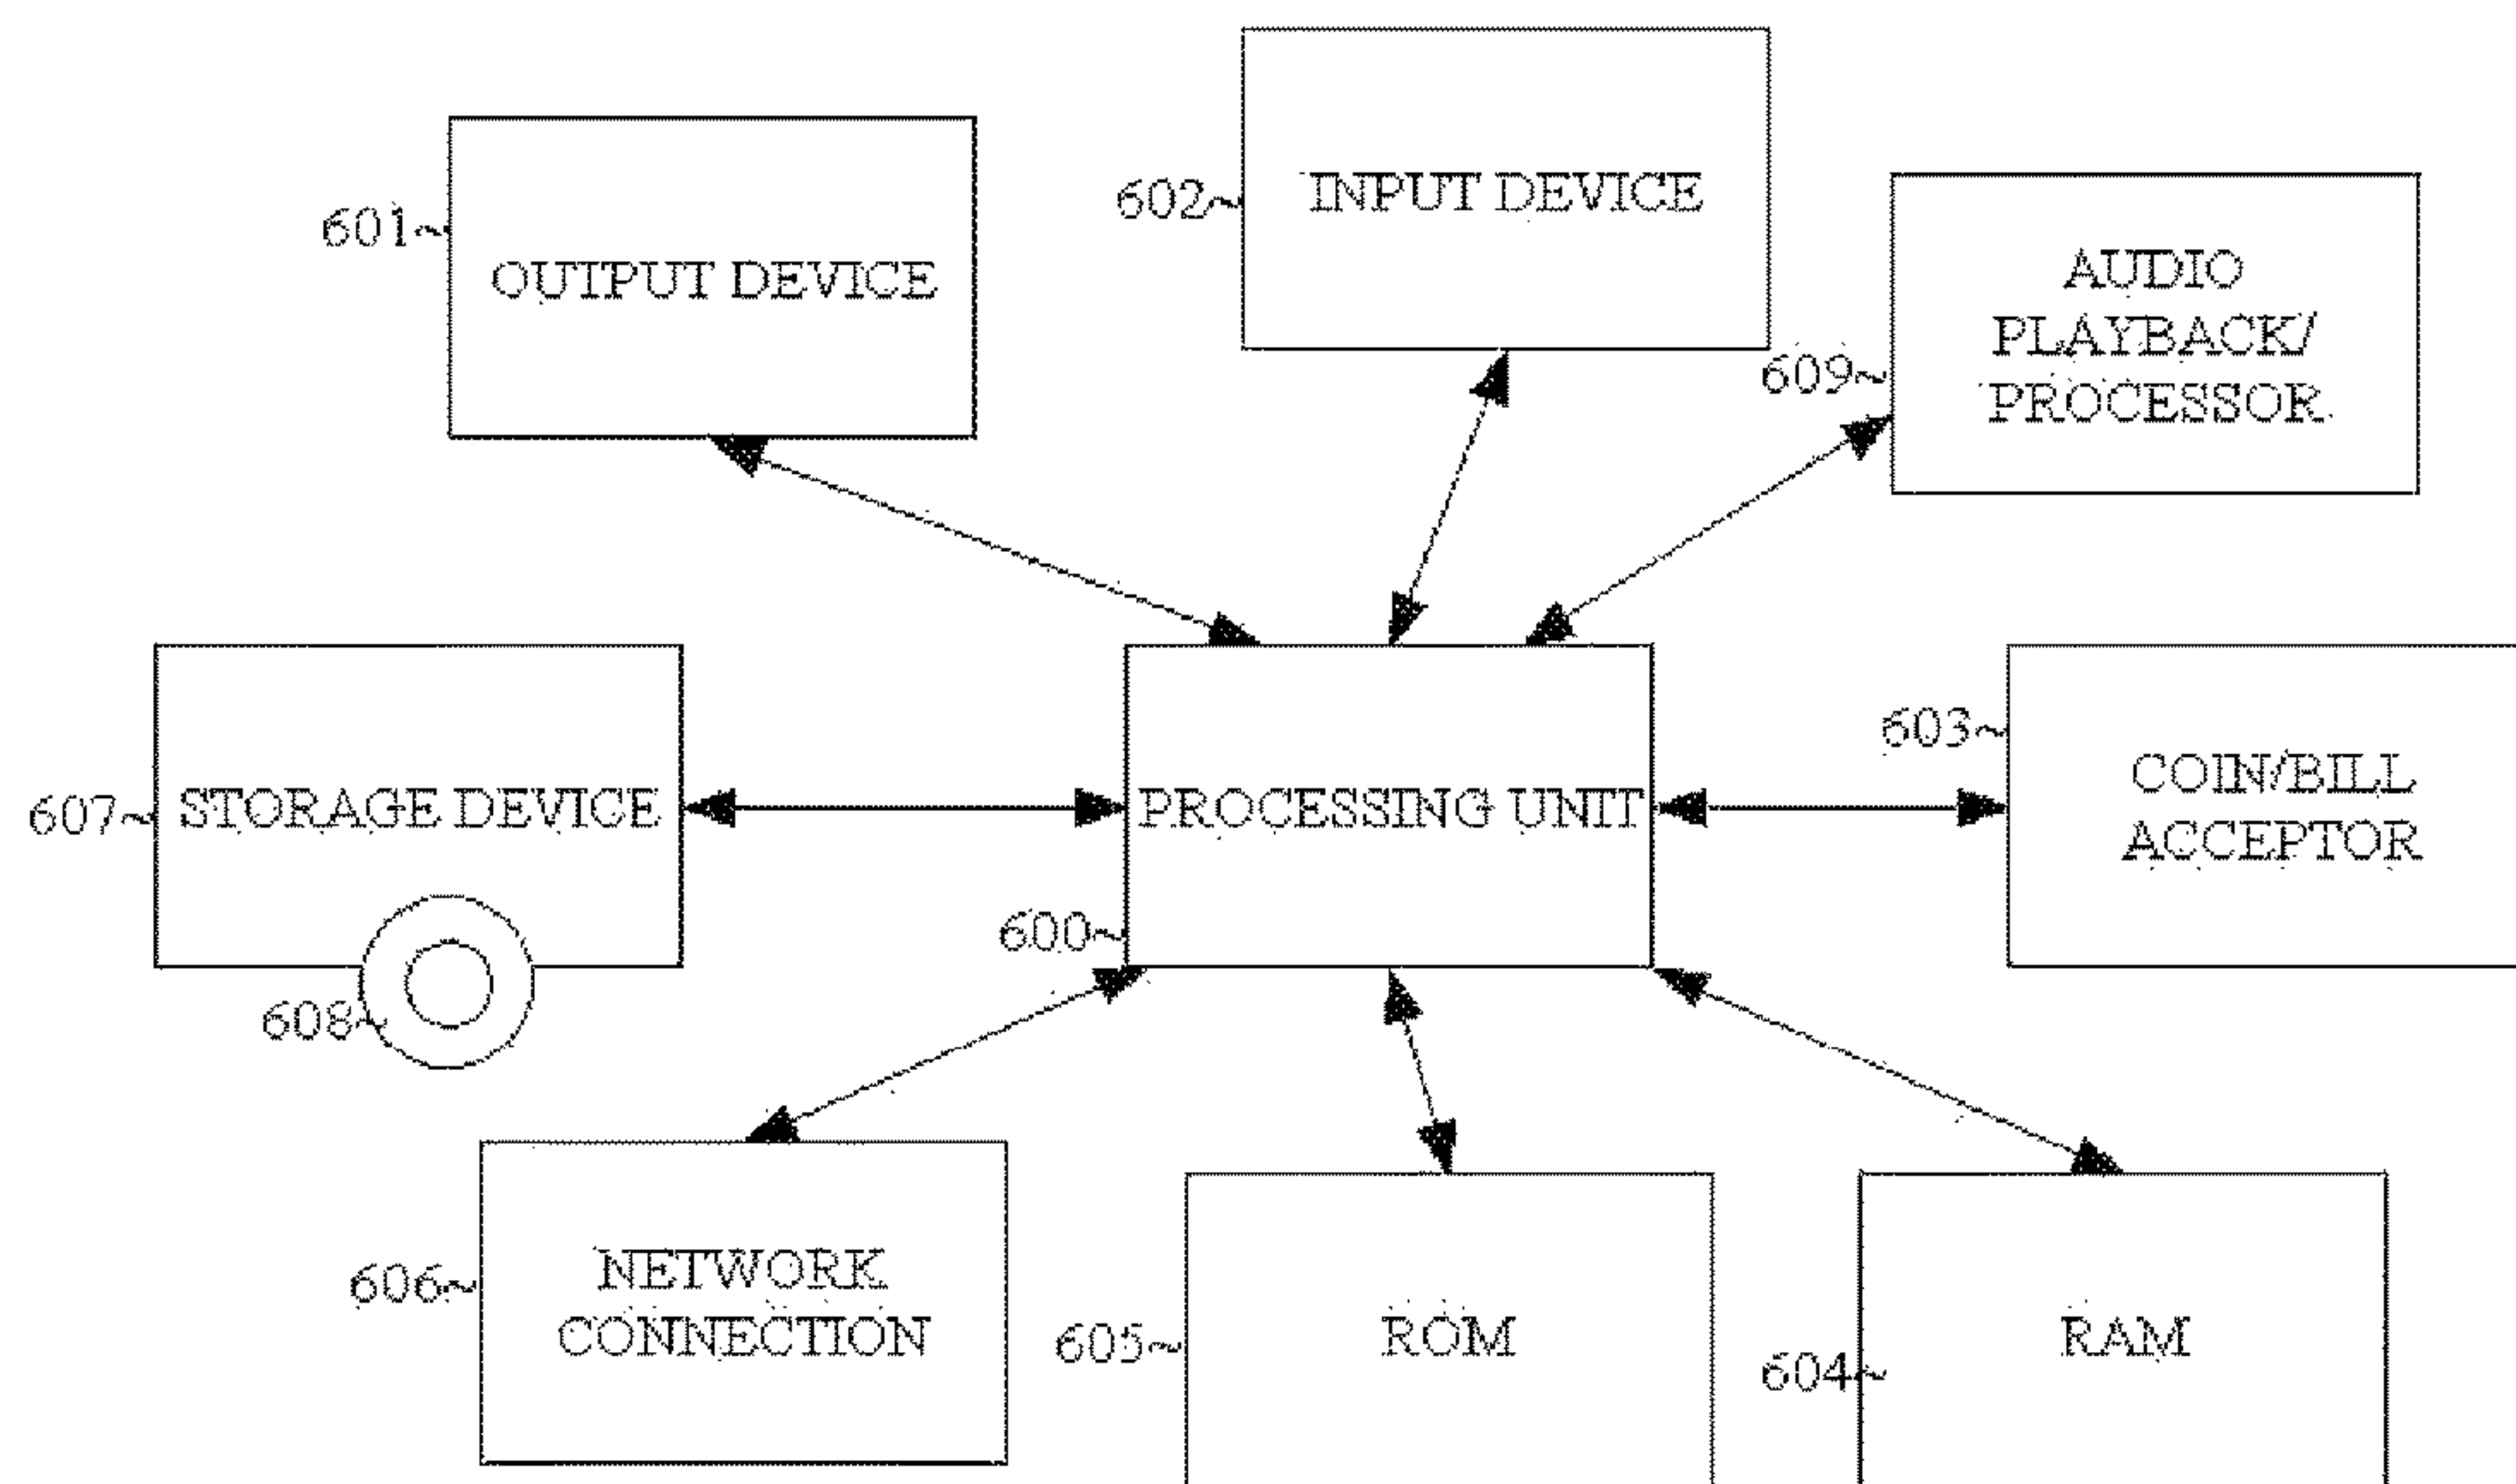 602~
INPUT DEVICE
601~
OUTPUT DEVICE
609~
AUDIO
PLAYBACK/
PROCESSOR
607~
STORAGE DEVICE
608~
PROCESSING UNIT
600~
603~
COIN/BILL
ACCEPTOR
606~
NETWORK
CONNECTION
605~
ROM
604~
RAM